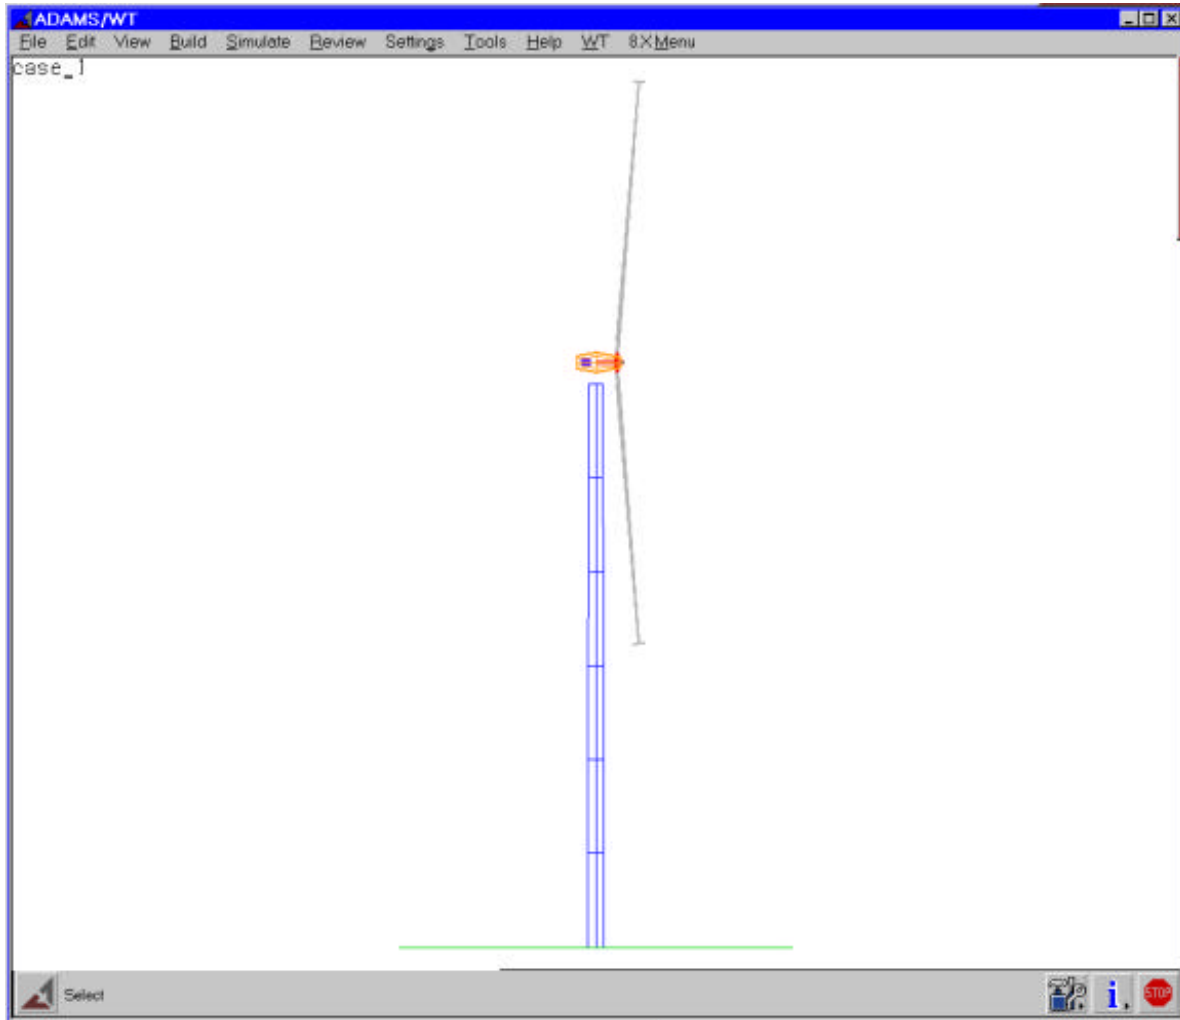 ADAMS/WT
File Edit View Build Simulate Review Settings Tools Help WT 8.X Menu
case_1
Select
i
STOP